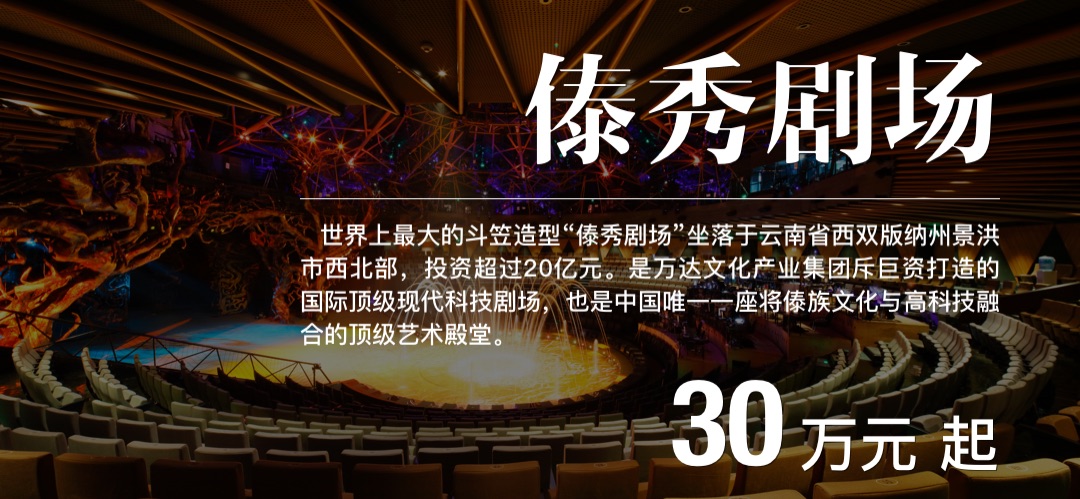 傣秀剧场
世界上最大的斗笠造型“傣秀剧场”坐落于云南省西双版纳州景洪
市西北部，投资超过20亿元。是万达文化产业集团斥巨资打造的
国际顶级现代科技剧场，也是中国唯一一座将傣族文化与高科技融
合的顶级艺术殿堂。
30万元 起